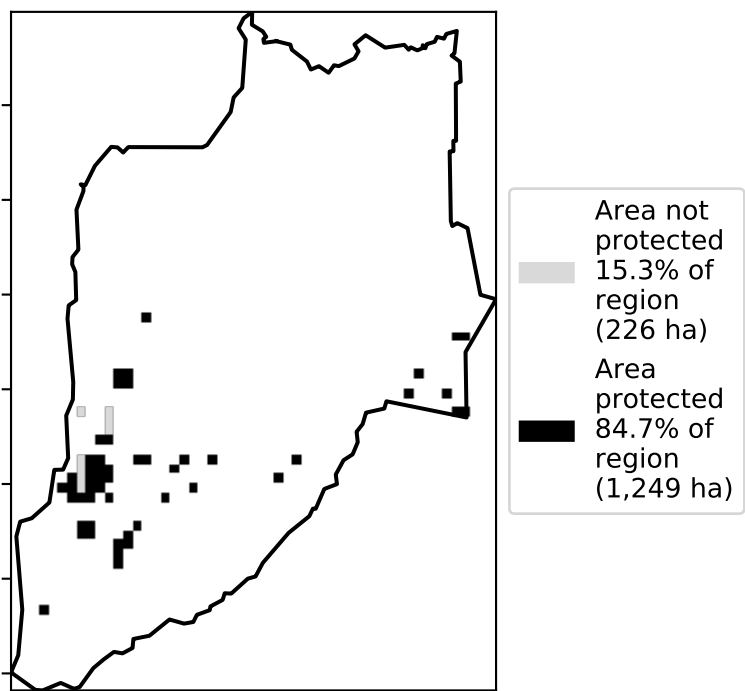 Area not
protected
15.3% of
region
(226 ha)
Area
protected
84.7% of
region
(1,249 ha)